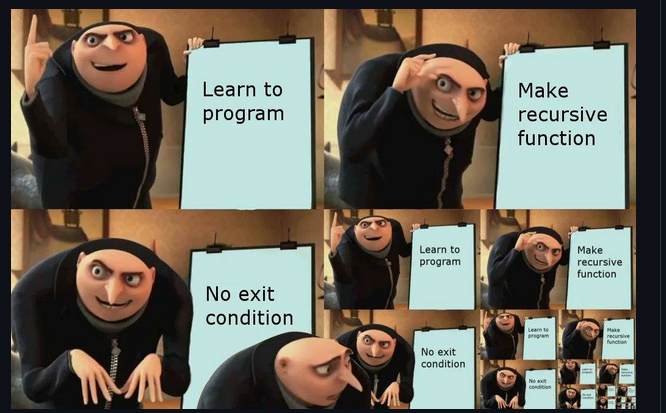 Learn to
program
Make
recursive
function
No exit
condition
Learn to
program
Make
recursive
function
No exit
condition
Learn to
program
Make
recursive
function
No exit
condition